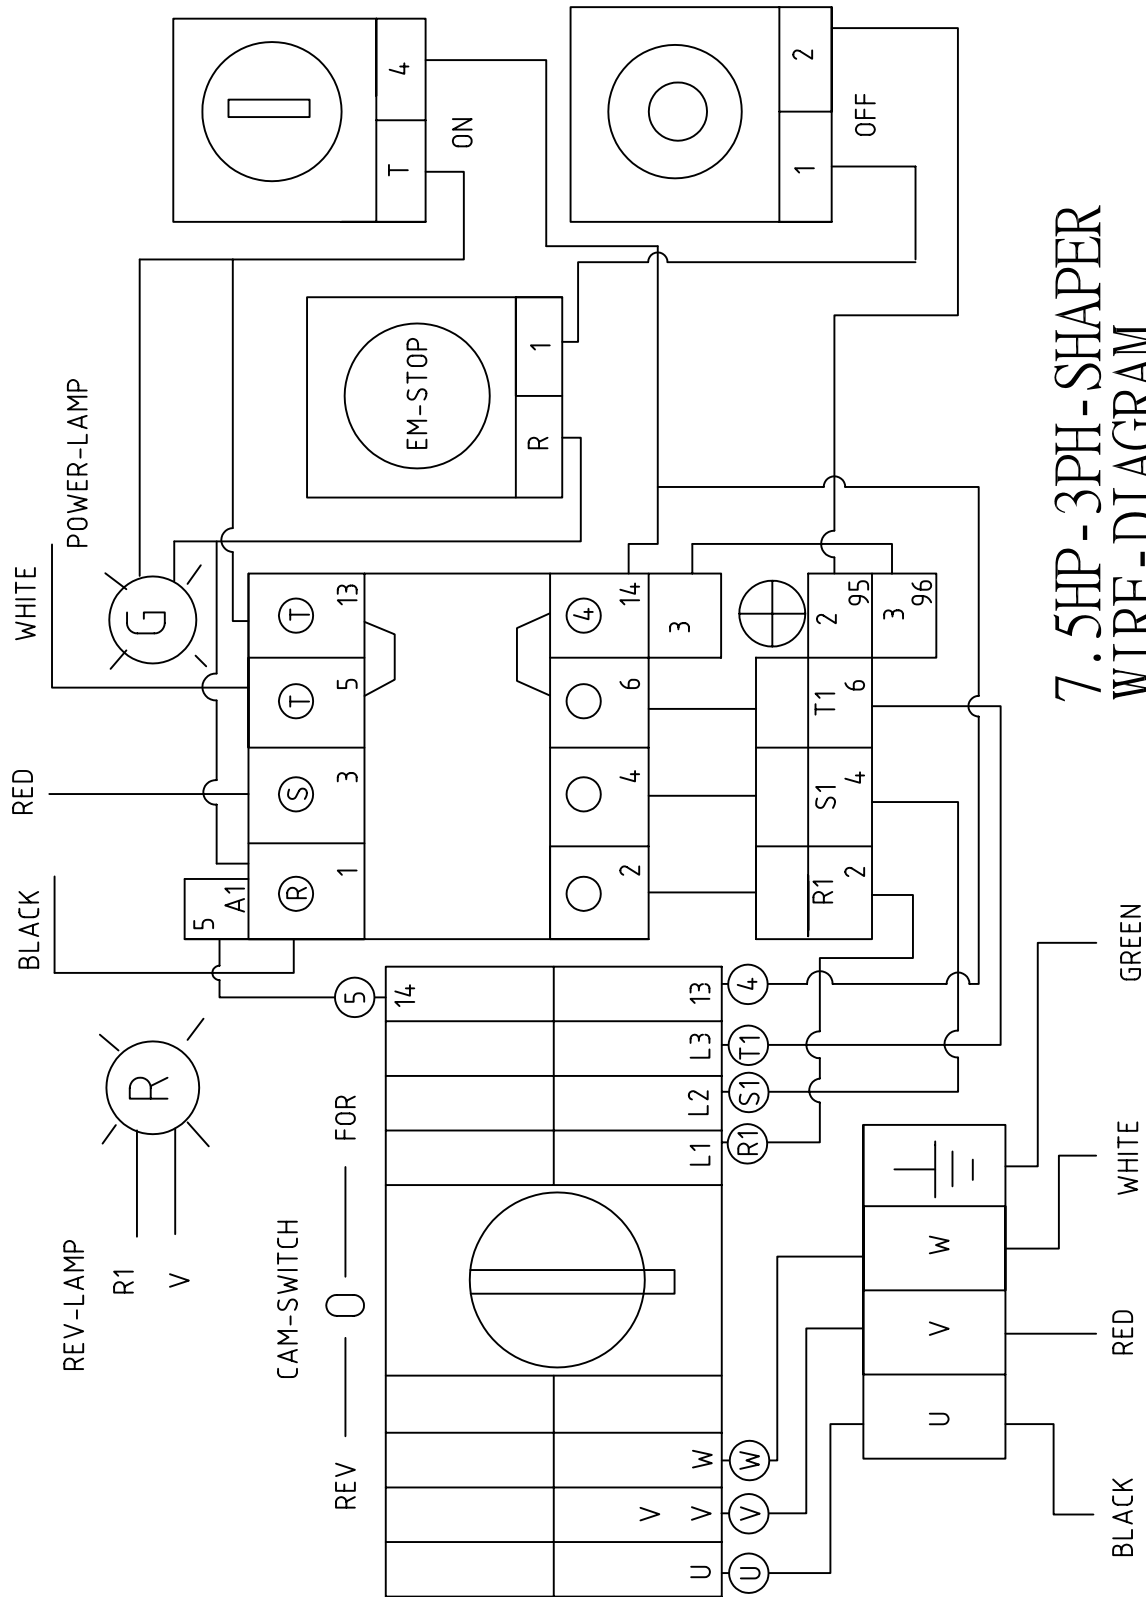 REV-LAMP
R1
V
R
RED
BLACK
WHITE
POWER-LAMP
G
CAM-SWITCH
REV
0
FOR
5
14
5
A1
R
1
S
3
T
5
T
13
2
4
6
4
14
3
EM-STOP
R
1
T
4
ON
1
2
OFF
V
U
V
W
L1
L2
L3
13
U
V
W
R1
S1
T1
4
R1
2
S1
4
T1
6
2
95
3
96
U
V
W
BLACK
RED
WHITE
GREEN
7.5HP-3PH-SHAPER
WIRE-DIAGRAM